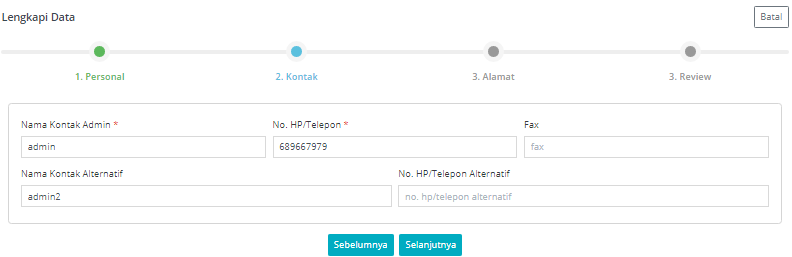 Lengkapi Data
Batal
1. Personal
2. Kontak
3. Alamat
3. Review
Nama Kontak Admin *
No. HP/Telepon *
Fax
admin
689667979
fax
Nama Kontak Alternatif
No. HP/Telepon Alternatif
admin2
no. hp/telepon alternatif
Sebelumnya
Selanjutnya